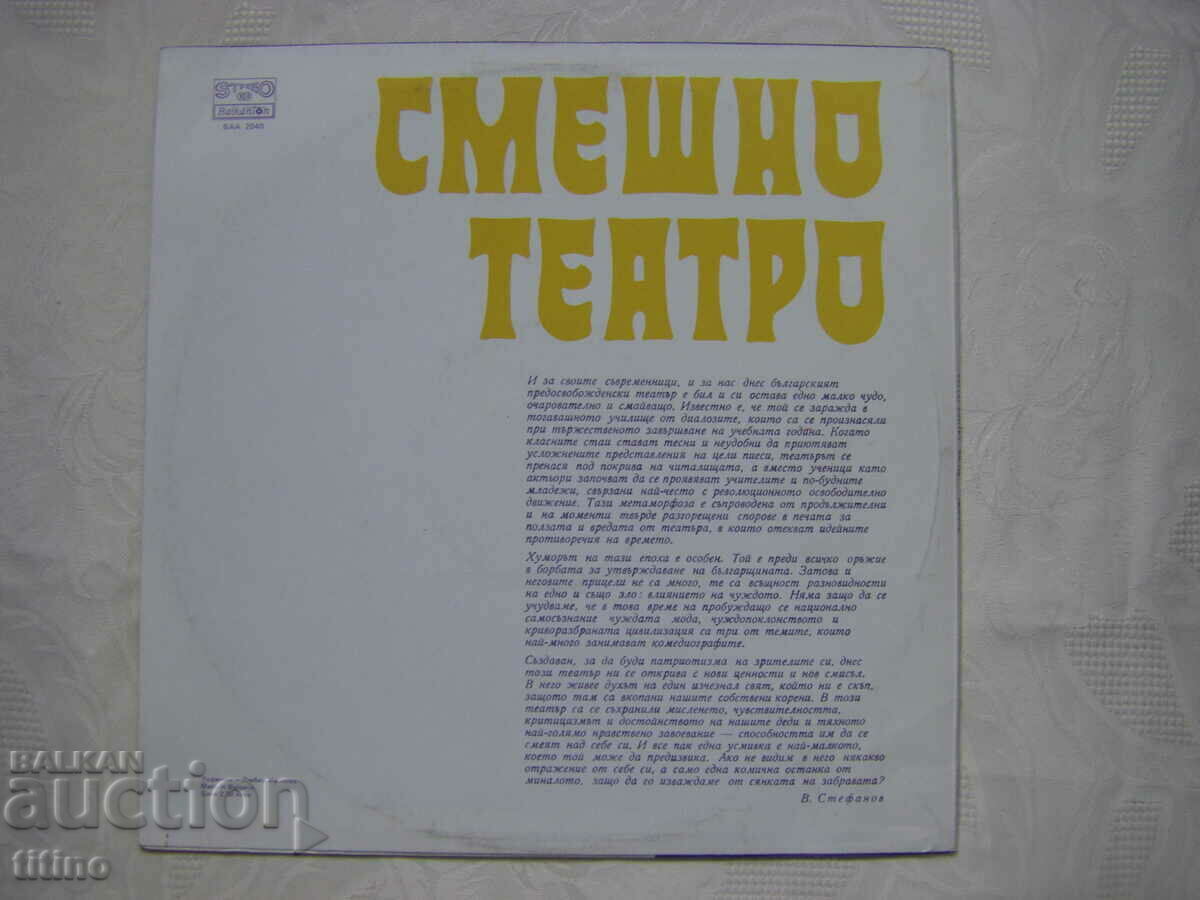 STEREO
Balkanton
ВАА 2040
СМЕШНО
ТЕАТРО
И за своите съвременници, и за нас днес българският
предосвобожденски театър е бил и си остава едно малко чудо,
очарователно и смайващо. Известно е, че той се заражда в
тогавашното училище от диалозите, които са се произнасяли
при тържественото завършване на учебната година. Когато
класните стаи стават тесни и неудобни да приютяват
усложнените представления на цели пиеси, театърът се
пренася под покрива на читалищата, а вместо ученици като
актьори започват да се проявяват учителите и по-будните
младежи, свързани най-често с революционното освободително
движение. Тази метаморфоза е съпроводена от продължителни
и на моменти твърде разгорещени спорове в печата за
ползата и вредата от театъра, в които отекват идейните
противоречия на времето.
Хуморът на тази епоха е особен. Той е преди всичко оръжие
в борбата за утвърждаване на българщината. Затова и
неговите прицели не са много, те са всъщност разновидности
на едно и също зло: влиянието на чуждото. Няма защо да се
учудваме, че в това време на пробуждащо се национално
самосъзнание чуждата мода, чуждопоклонството и
криворазбраната цивилизация са три от темите, които
най-много занимават комедиографите.
Създаван, за да буди патриотизма на зрителите си, днес
този театър ни се открива с нови ценности и нов смисъл.
В него живее духът на един изчезнал свят, който ни е скъп,
защото там са вкопани нашите собствени корени. В този
театър са се съхранили мисленето, чувствителността,
критицизмът и достойнството на нашите деди и тяхното
най-голямо нравствено завоевание — способността им да се
смеят над себе си. И все пак една усмивка е най-малкото,
което той може да предизвика. Ако не видим в него някакво
отражение от себе си, а само една комична останка от
миналото, защо да го изваждаме от сянката на забравата?
В. Стефанов
BALKAN
auction
titino